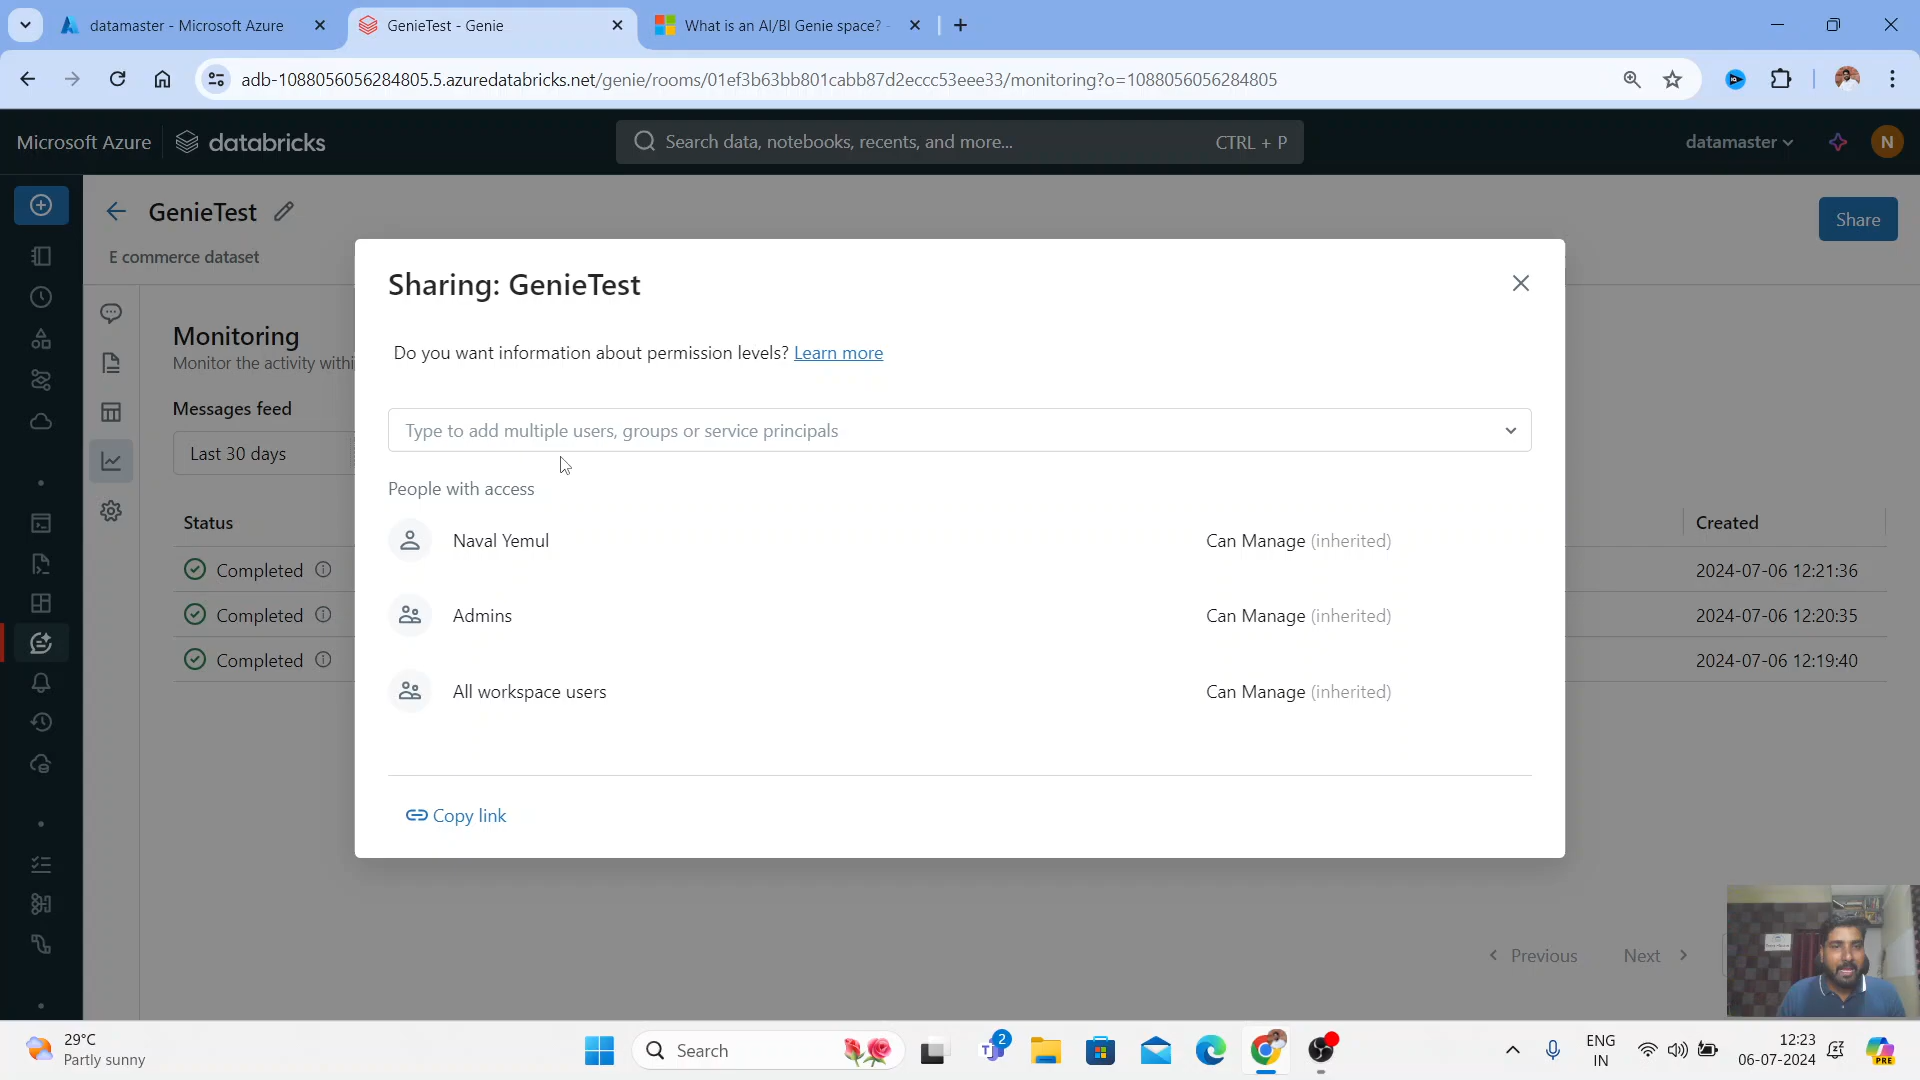 datamaster - Microsoft Azure
GenieTest - Genie
What is an AI/BI Genie space? -
adb-1088056056284805.5.azuredatabricks.net/genie/rooms/01ef3b63bb801cabb87d2eccc53eee33/monitoring?o=1088056056284805
Microsoft Azure
databricks
Search data, notebooks, recents, and more...
CTRL + P
datamaster
N
GenieTest
Share
E commerce dataset
Sharing: GenieTest
Monitoring
Monitor the activity withi
Do you want information about permission levels? Learn more
Messages feed
Type to add multiple users, groups or service principals
Last 30 days
People with access
Status
Created
Naval Yemul
Can Manage (inherited)
Completed
2024-07-06 12:21:36
Admins
Can Manage (inherited)
Completed
2024-07-06 12:20:35
Completed
2024-07-06 12:19:40
All workspace users
Can Manage (inherited)
Copy link
Previous
Next
29°C
Partly sunny
Search
2
ENG
IN
12:23
06-07-2024
PRE